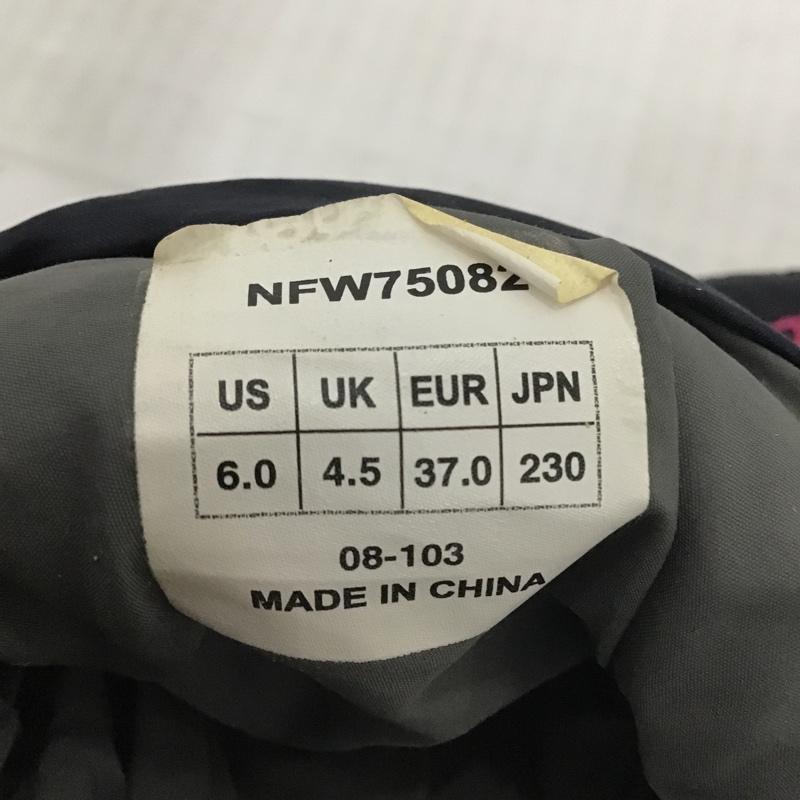 NFW75082
US UK EUR JPN
6.0 4.5 37.0 230
08-103
MADE IN CHINA